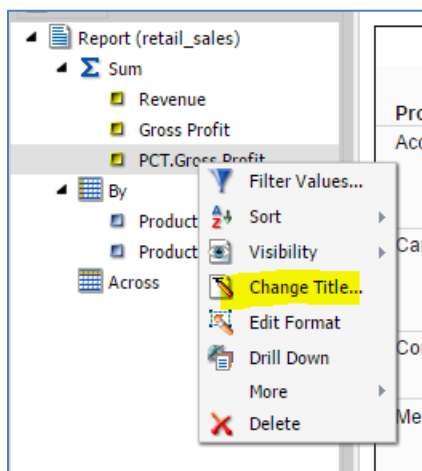 Report (retail_sales)
Sum
Revenue
Gross Profit
PCT.Gross Profit
By
Product
Product
Across
Filter Values...
Sort
Visibility
Change Title...
Edit Format
Drill Down
More
Delete
Pro
Acc
Ca
Co
Me